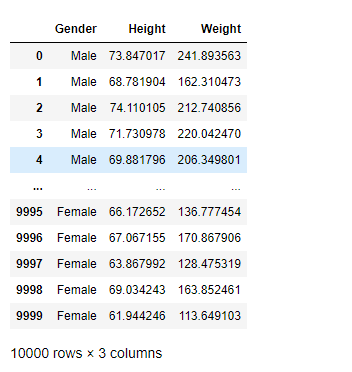 Gender Height Weight
0 Male 73.847017 241.893563
1 Male 68.781904 162.310473
2 Male 74.110105 212.740856
3 Male 71.730978 220.042470
4 Male 69.881796 206.349801
... ... ... ...
9995 Female 66.172652 136.777454
9996 Female 67.067155 170.867906
9997 Female 63.867992 128.475319
9998 Female 69.034243 163.852461
9999 Female 61.944246 113.649103
10000 rows × 3 columns